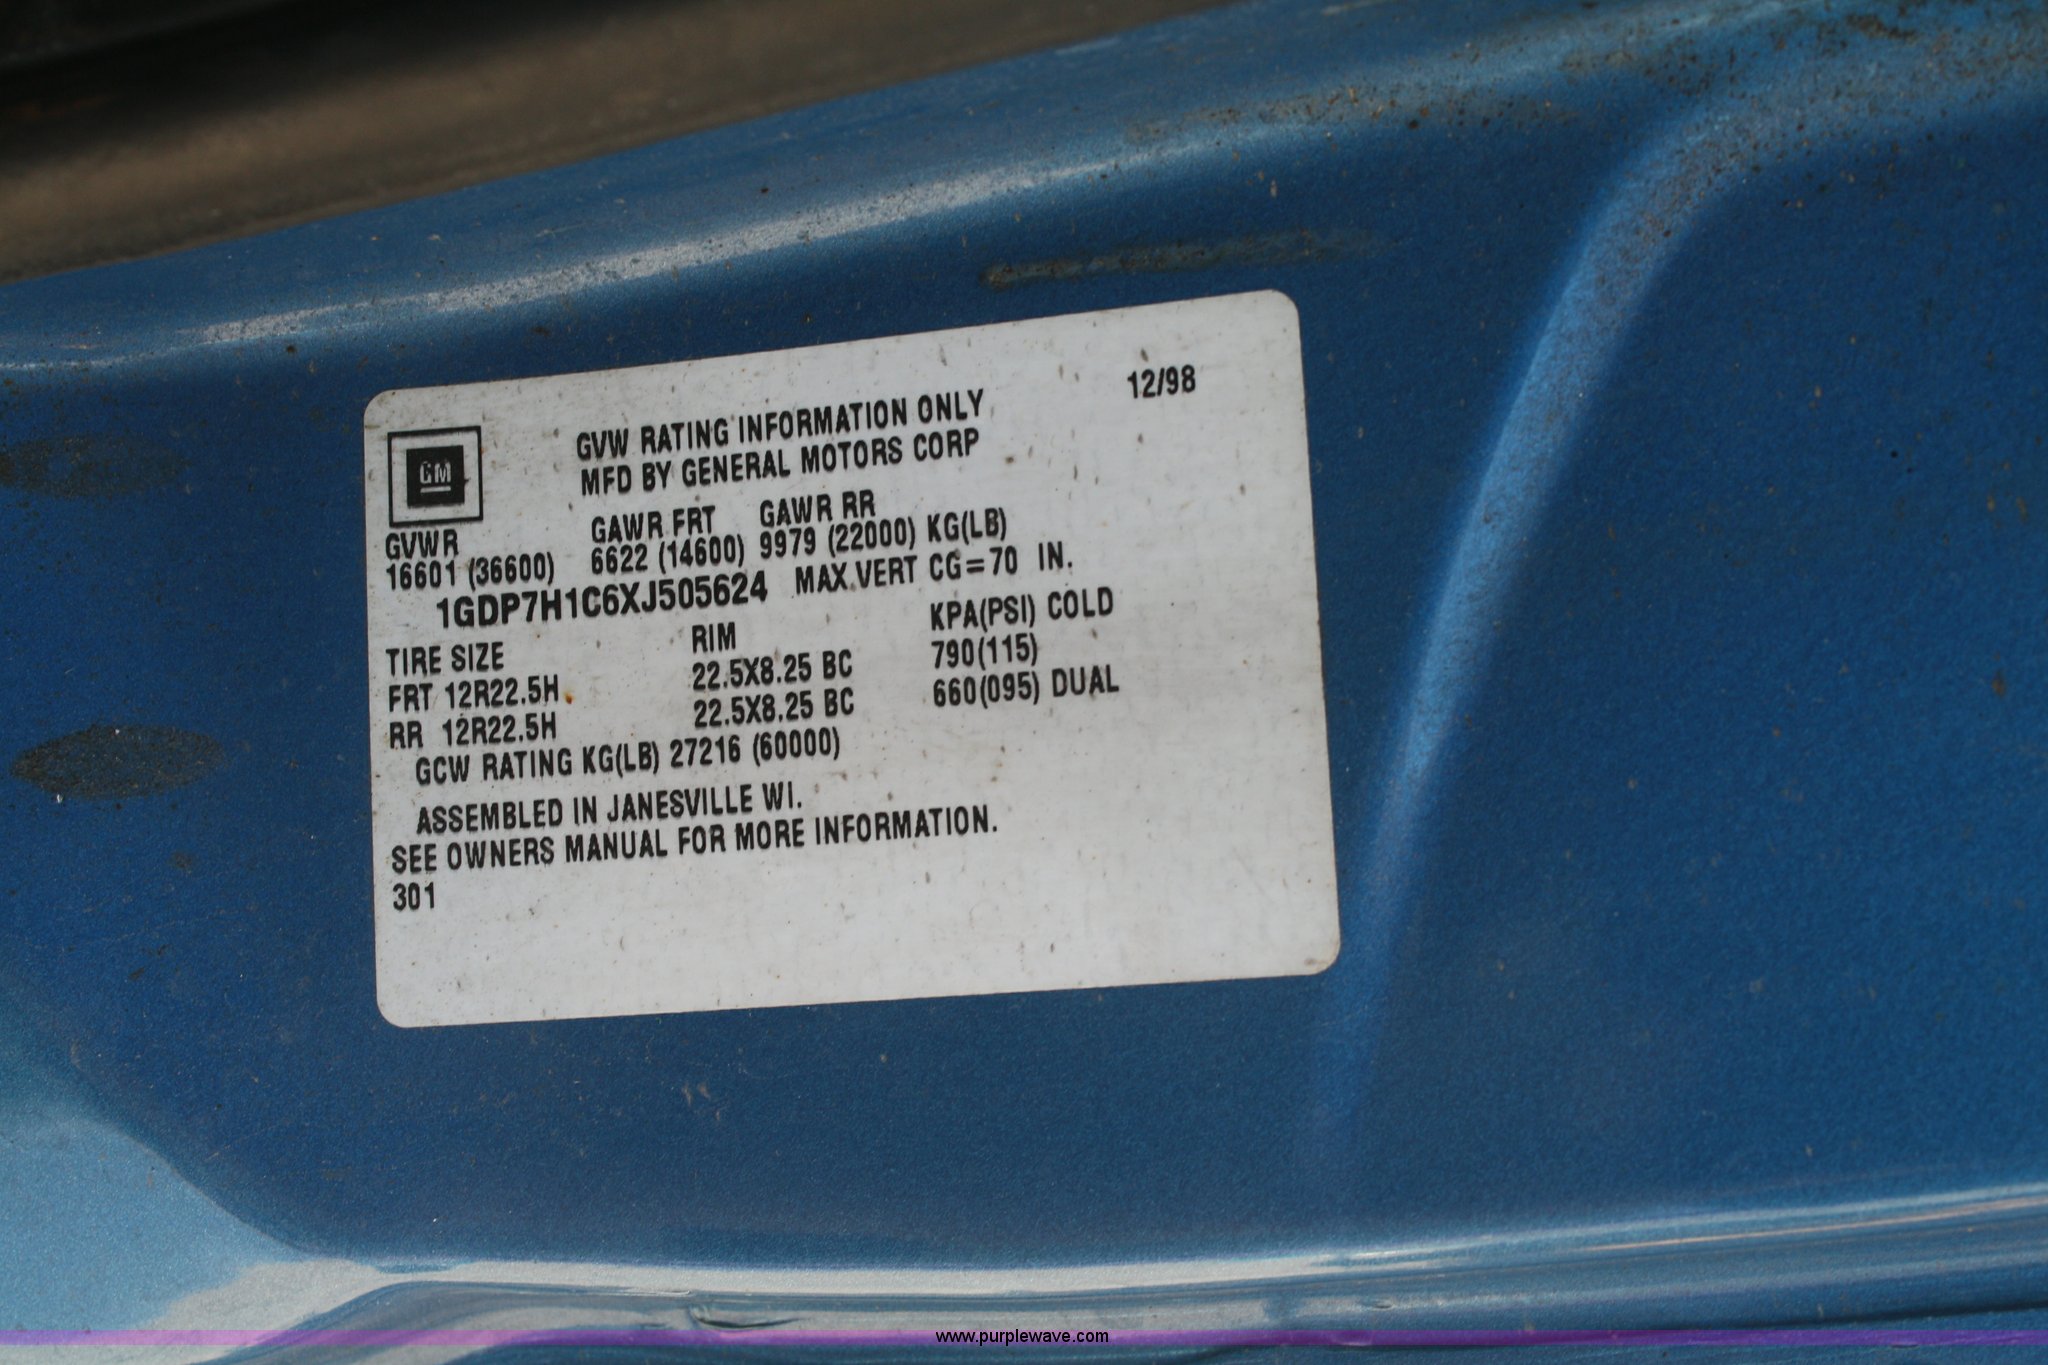 12/98
GVW RATING INFORMATION ONLY
MFD BY GENERAL MOTORS CORP
GM
GVWR GAWR FRT GAWR RR
16601 (36600) 6622 (14600) 9979 (22000) KG(LB)
1GDP7H1C6XJ505624 MAX.VERT CG=70 IN.
TIRE SIZE RIM KPA(PSI) COLD
FRT 12R22.5H 22.5X8.25 BC 790(115)
RR 12R22.5H 22.5X8.25 BC 660(095) DUAL
GCW RATING KG(LB) 27216 (60000)
ASSEMBLED IN JANESVILLE WI.
SEE OWNERS MANUAL FOR MORE INFORMATION.
301
www.purplewave.com